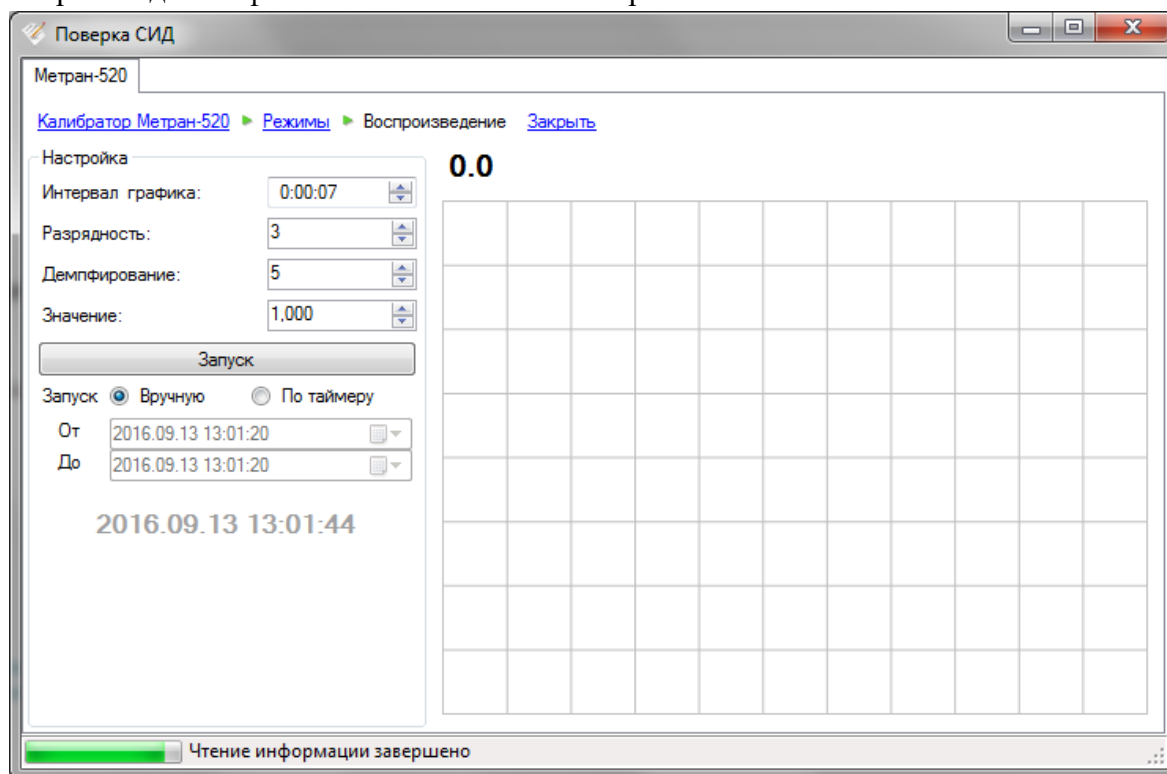 Поверка СИД
Метран-520
Калибратор Метран-520 Режимы Воспроизведение Закрыть
Настройка
Интервал графика: 0:00:07
Разрядность: 3
Демпфирование: 5
Значение: 1,000
Запуск
Запуск Вручную По таймеру
От 2016.09.13 13:01:20
До 2016.09.13 13:01:20
2016.09.13 13:01:44
0.0
Чтение информации завершено